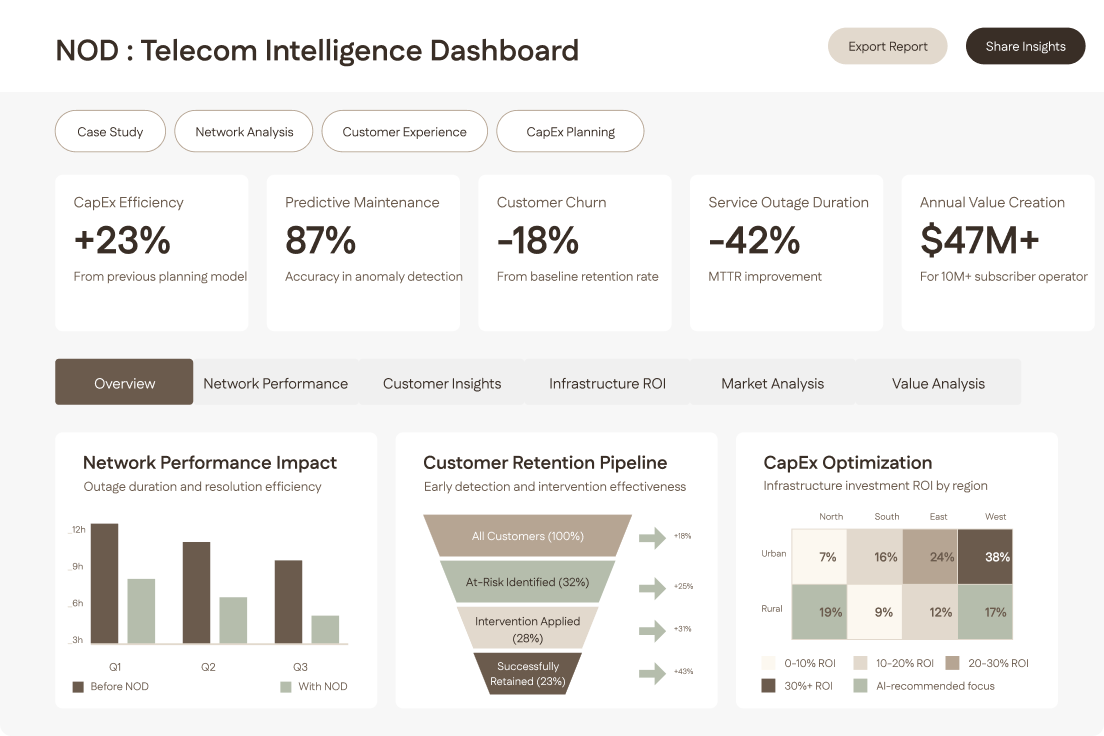 NOD : Telecom Intelligence Dashboard
Export Report
Share Insights
Case Study
Network Analysis
Customer Experience
CapEx Planning
CapEx Efficiency
+23%
From previous planning model
Predictive Maintenance
87%
Accuracy in anomaly detection
Customer Churn
-18%
From baseline retention rate
Service Outage Duration
-42%
MTTR improvement
Annual Value Creation
$47M+
For 10M+ subscriber operator
Overview
Network Performance
Customer Insights
Infrastructure ROI
Market Analysis
Value Analysis
Network Performance Impact
Outage duration and resolution efficiency
12h
9h
6h
3h
Q1
Q2
Q3
Before NOD
With NOD
Customer Retention Pipeline
Early detection and intervention effectiveness
All Customers (100%)
+18%
At-Risk Identified (32%)
+25%
Intervention Applied
(28%)
+31%
Successfully
Retained (23%)
+43%
CapEx Optimization
Infrastructure investment ROI by region
North
South
East
West
Urban
7%
16%
24%
38%
Rural
19%
9%
12%
17%
0-10% ROI
10-20% ROI
20-30% ROI
30%+ ROI
AI-recommended focus